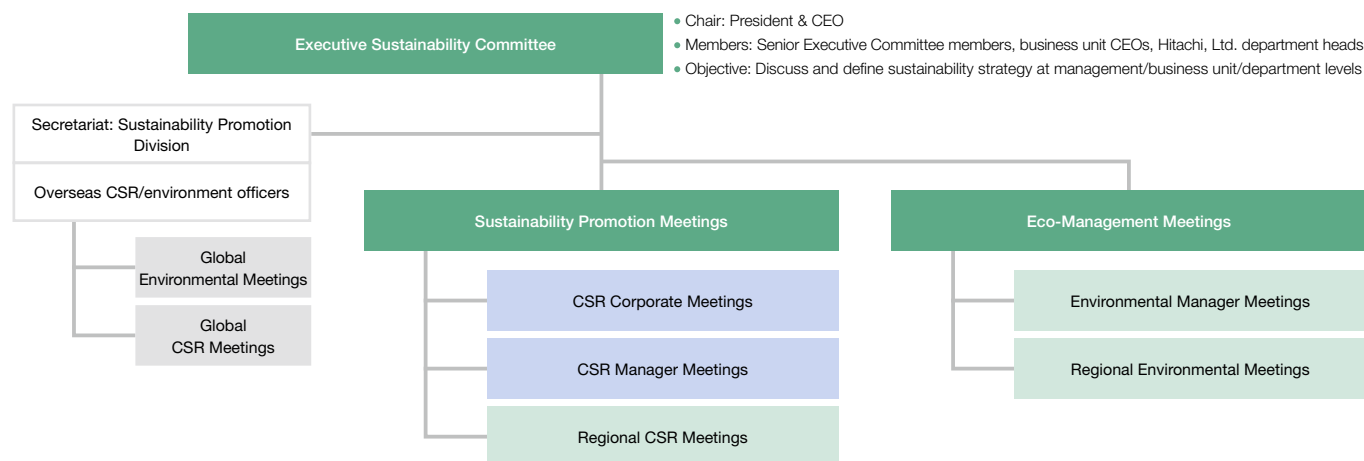 Executive Sustainability Committee
• Chair: President & CEO
• Members: Senior Executive Committee members, business unit CEOs, Hitachi, Ltd. department heads
• Objective: Discuss and define sustainability strategy at management/business unit/department levels
Secretariat: Sustainability Promotion
Division
Overseas CSR/environment officers
Global
Environmental Meetings
Global
CSR Meetings
Sustainability Promotion Meetings
CSR Corporate Meetings
CSR Manager Meetings
Regional CSR Meetings
Eco-Management Meetings
Environmental Manager Meetings
Regional Environmental Meetings